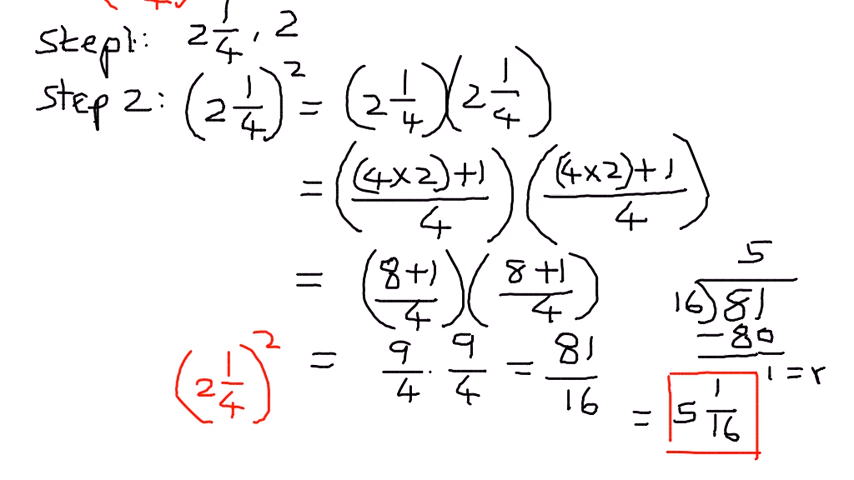 Step1: 2 1/4, 2
Step 2: (2 1/4)^2 = (2 1/4)(2 1/4)
= (((4x2)+1)/4) (((4x2)+1)/4)
= ((8+1)/4)((8+1)/4)
(2 1/4)^2 = 9/4 · 9/4 = 81/16
= 5 1/16
5
16)81
-80
1=r